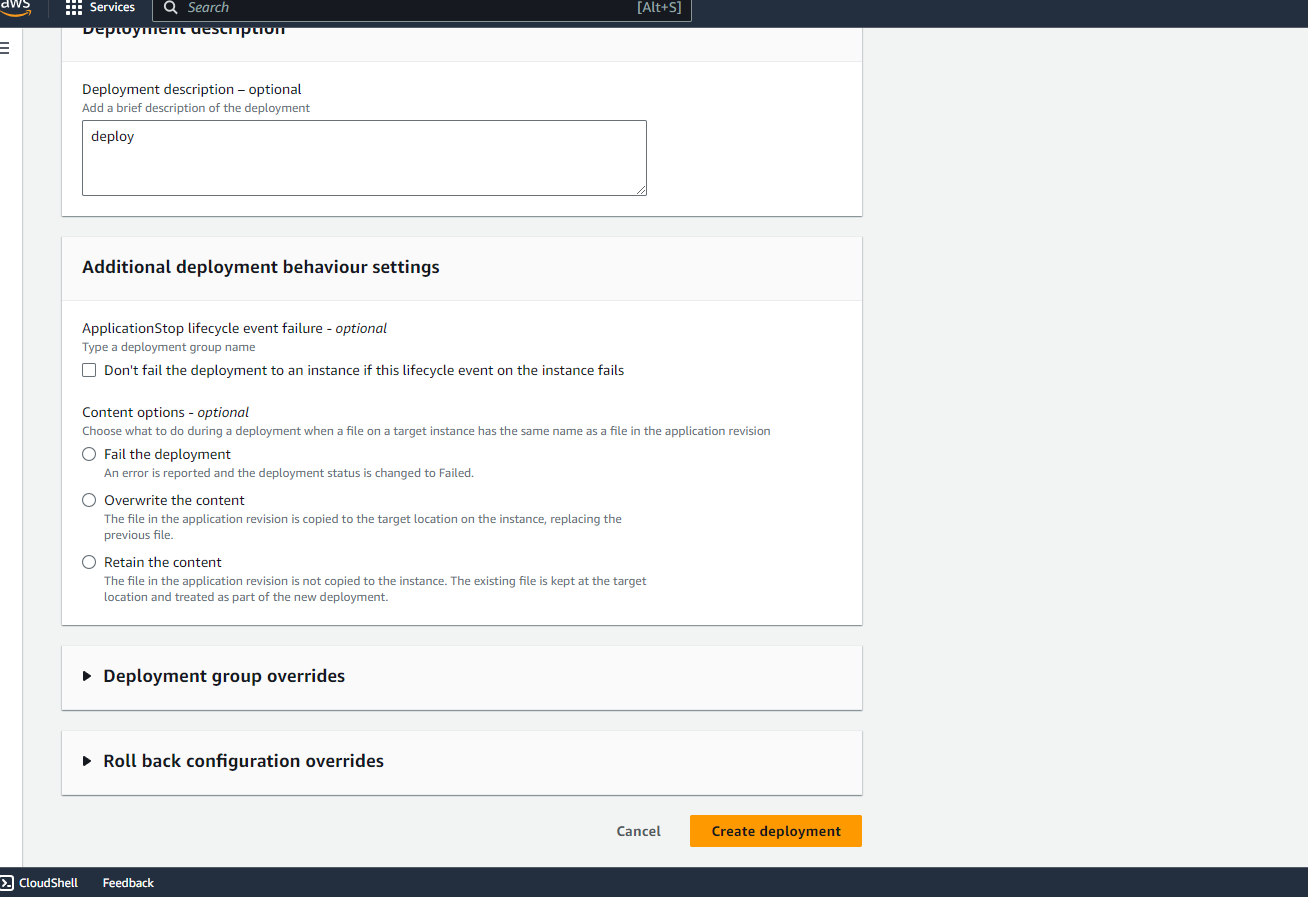 aws
Services
Search
[Alt+S]
Deployment description
Deployment description – optional
Add a brief description of the deployment
deploy
Additional deployment behaviour settings
ApplicationStop lifecycle event failure - optional
Type a deployment group name
Don't fail the deployment to an instance if this lifecycle event on the instance fails
Content options - optional
Choose what to do during a deployment when a file on a target instance has the same name as a file in the application revision
Fail the deployment
An error is reported and the deployment status is changed to Failed.
Overwrite the content
The file in the application revision is copied to the target location on the instance, replacing the
previous file.
Retain the content
The file in the application revision is not copied to the instance. The existing file is kept at the target
location and treated as part of the new deployment.
Deployment group overrides
Roll back configuration overrides
Cancel
Create deployment
CloudShell
Feedback